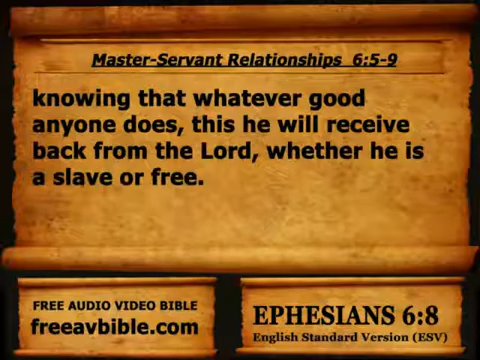 Master-Servant Relationships 6:5-9
knowing that whatever good
anyone does, this he will receive
back from the Lord, whether he is
a slave or free.
FREE AUDIO VIDEO BIBLE
freeavbible.com
EPHESIANS 6:8
English Standard Version (ESV)